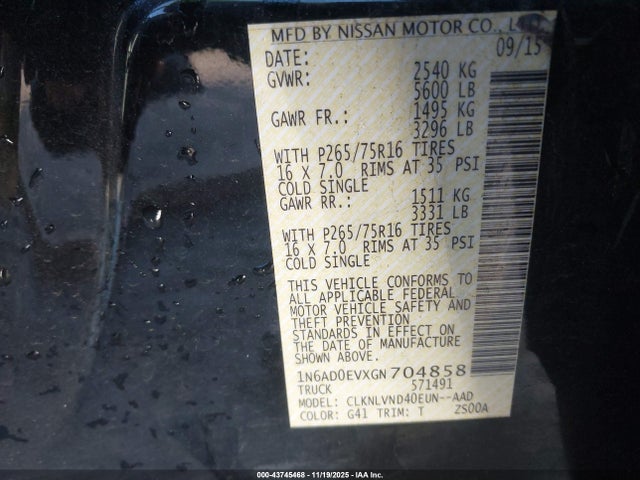 MFD BY NISSAN MOTOR CO., L
DATE: 09/15
GVWR: 2540 KG
5600 LB
GAWR FR.: 1495 KG
3296 LB
WITH P265/75R16 TIRES
16 X 7.0 RIMS AT 35 PSI
COLD SINGLE
GAWR RR.: 1511 KG
3331 LB
WITH P265/75R16 TIRES
16 X 7.0 RIMS AT 35 PSI
COLD SINGLE
THIS VEHICLE CONFORMS TO
ALL APPLICABLE FEDERAL
MOTOR VEHICLE SAFETY AND
THEFT PREVENTION
STANDARDS IN EFFECT ON
THE DATE OF MANUFACTURE
SHOWN ABOVE.
1N6AD0EVXGN704858
TRUCK 571491
MODEL: CLKNLVND40EUN--AAD
COLOR: G41 TRIM: T ZS00A
000-43745468 - 11/19/2025 - IAA Inc.